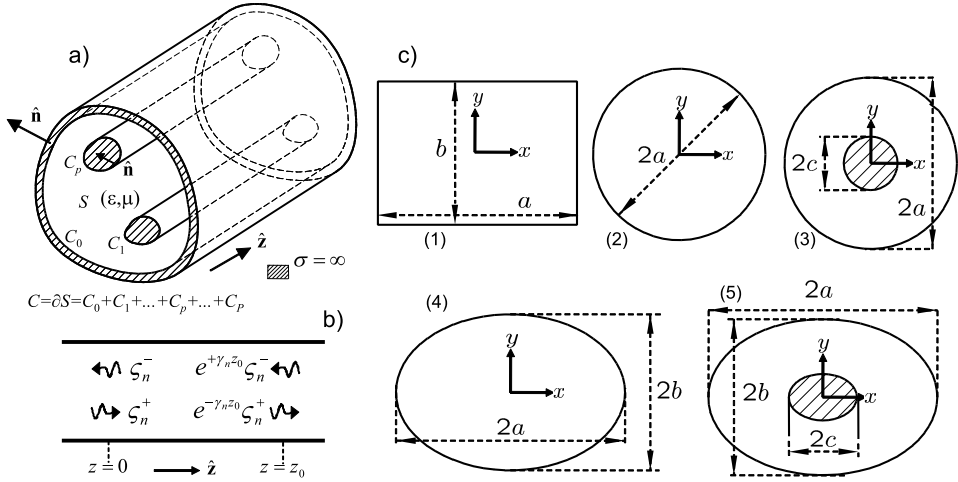 a)
n̂
C_p
n̂
S (ε,μ)
C_0
C_1
ẑ
σ = ∞
C=∂S=C_0+C_1+...+C_p+...+C_P
b)
ς_n^-
e^{+γ_n z_0} ς_n^-
ς_n^+
e^{-γ_n z_0} ς_n^+
z = 0
ẑ
z = z_0
c)
y
x
b
a
(1)
y
2a
x
(2)
y
x
2c
2a
(3)
(4)
y
x
2a
2b
(5)
2a
y
x
2b
2c